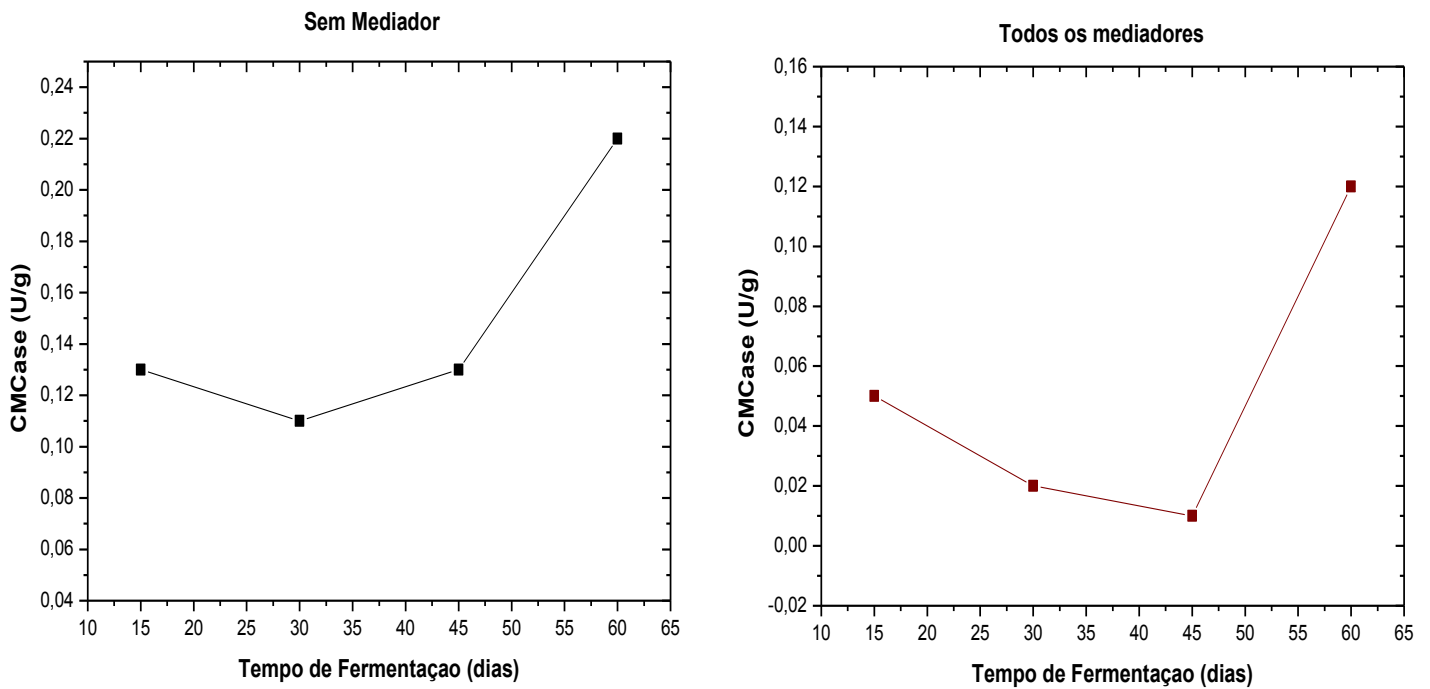 Sem Mediador
0,24
0,22
0,20
0,18
0,16
0,14
0,12
0,10
0,08
0,06
0,04
CMCase (U/g)
10 15 20 25 30 35 40 45 50 55 60 65
Tempo de Fermentaçao (dias)
Todos os mediadores
0,16
0,14
0,12
0,10
0,08
0,06
0,04
0,02
0,00
-0,02
CMCase (U/g)
10 15 20 25 30 35 40 45 50 55 60 65
Tempo de Fermentaçao (dias)